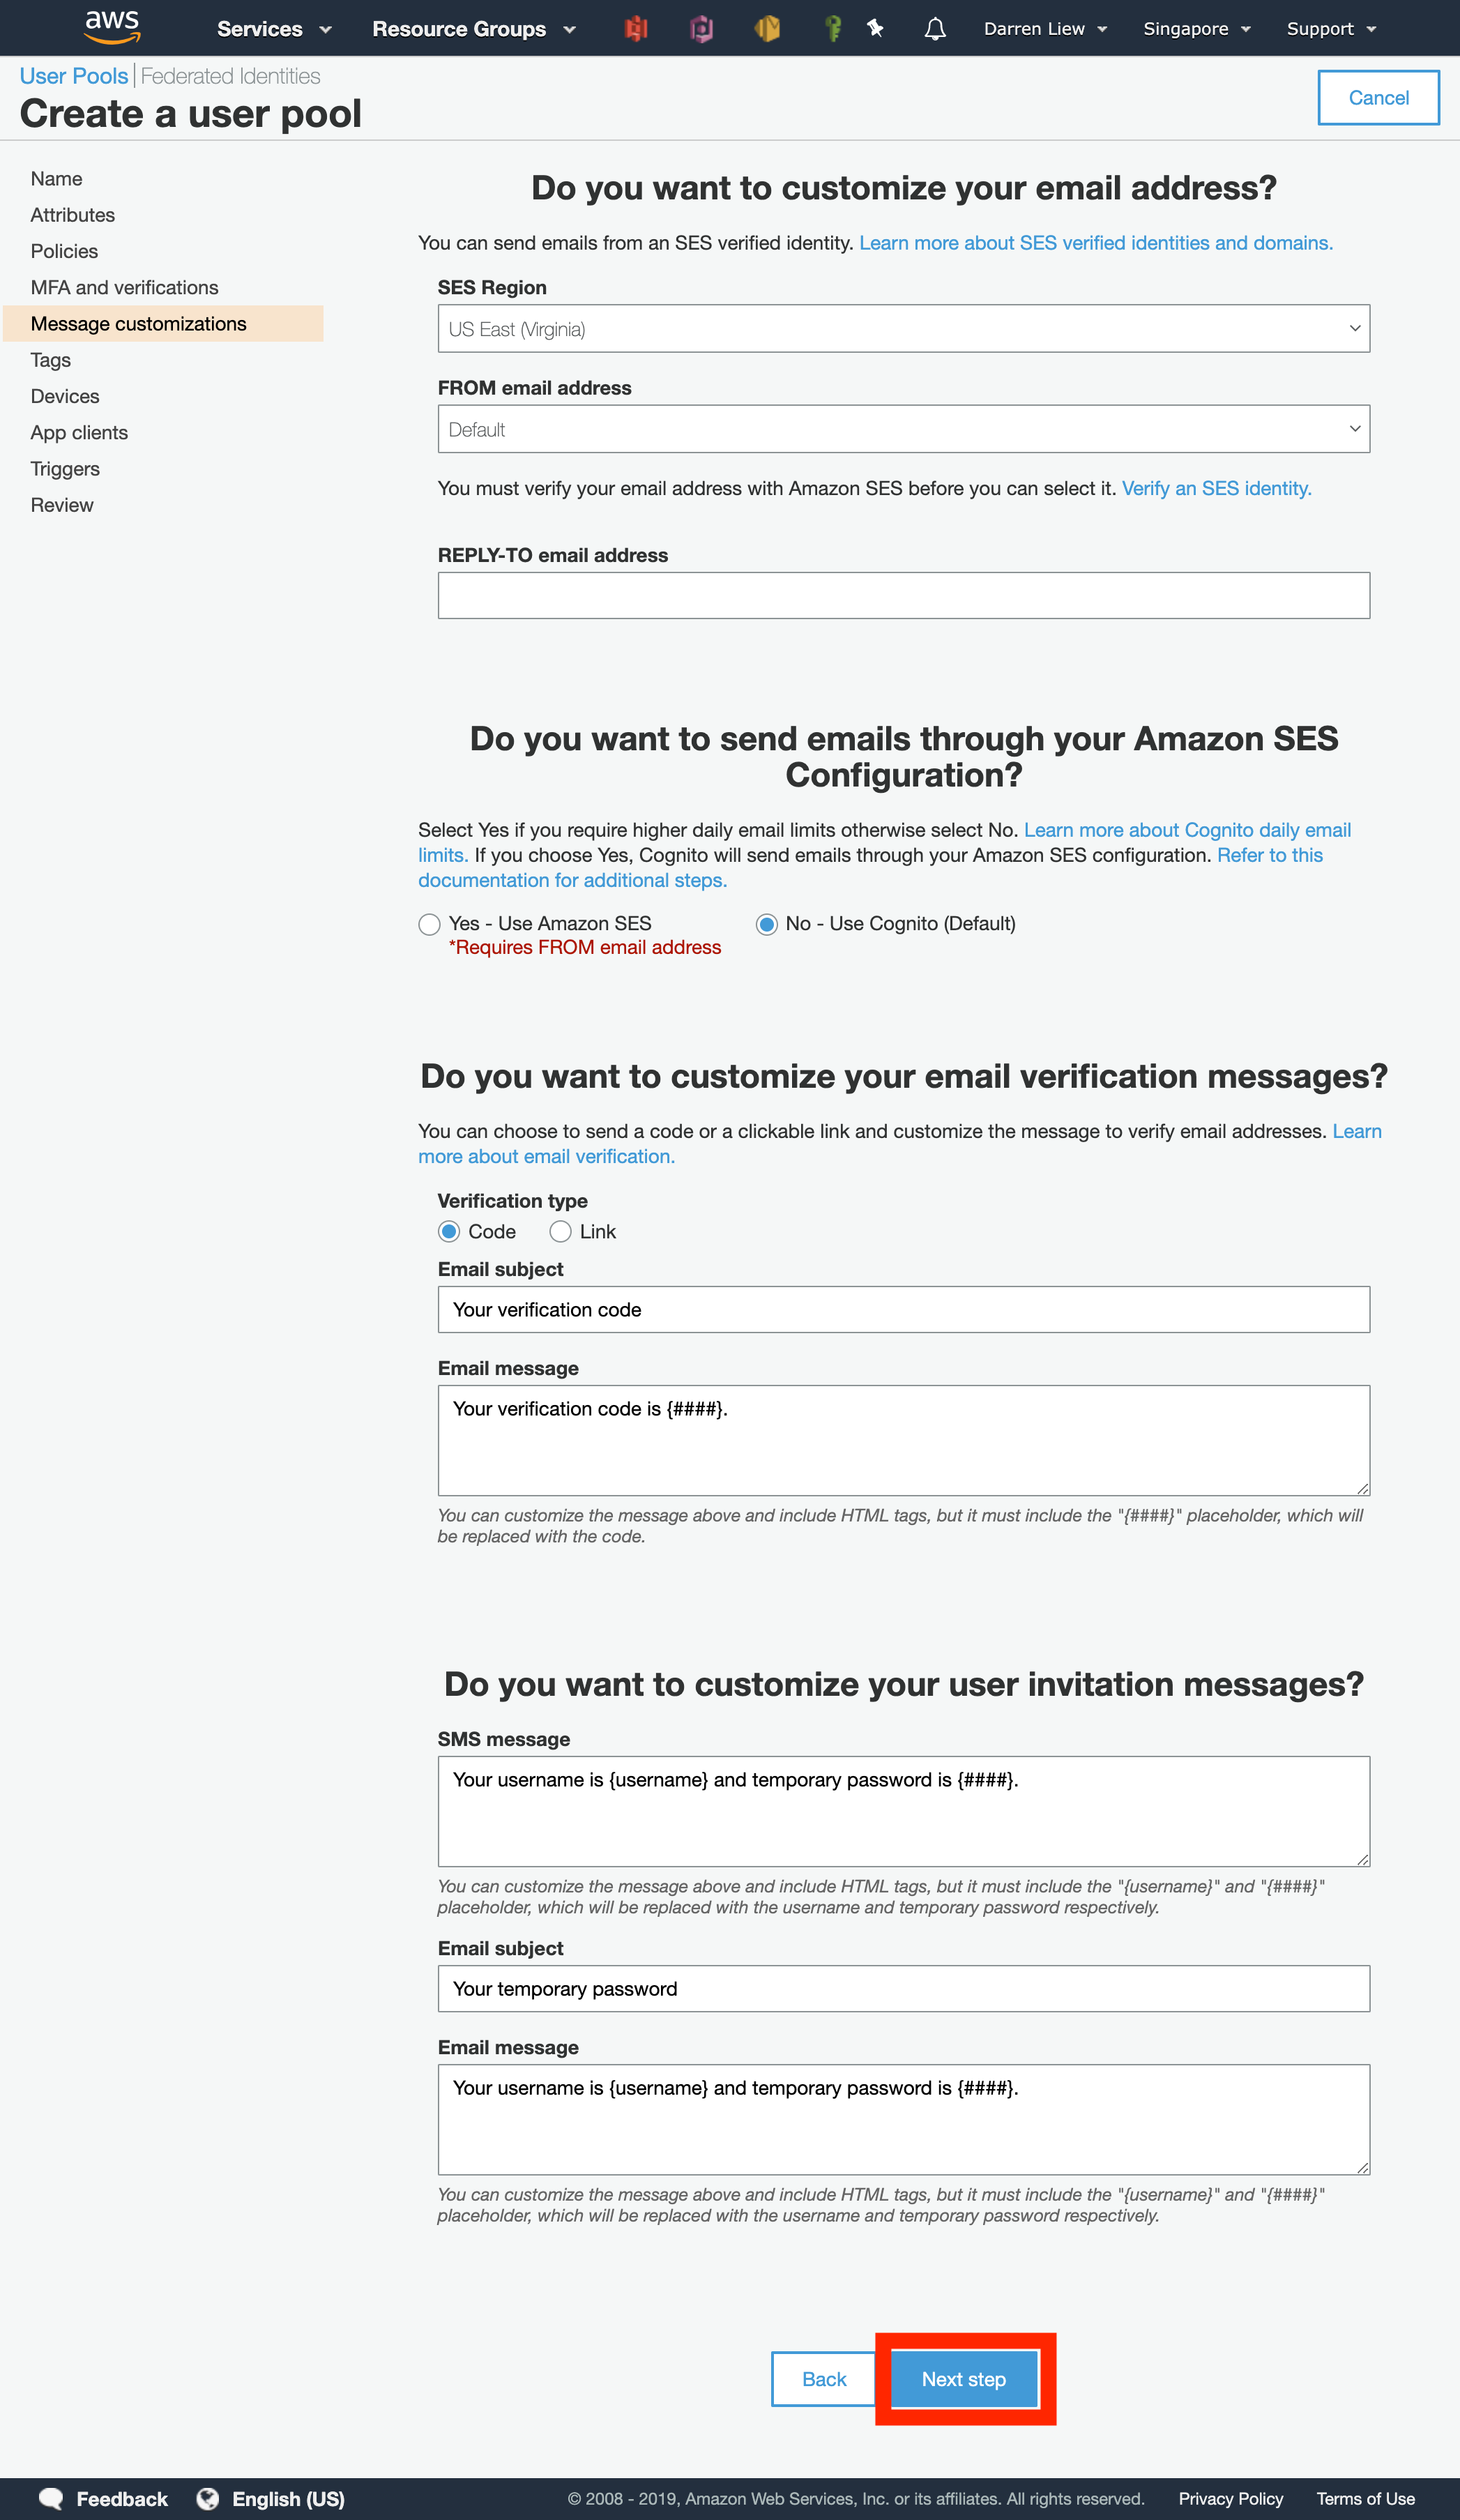 aws
Services Resource Groups Darren Liew Singapore Support
User Pools Federated Identities
Create a user pool
Cancel
Name
Attributes
Policies
MFA and verifications
Message customizations
Tags
Devices
App clients
Triggers
Review
Do you want to customize your email address?
You can send emails from an SES verified identity. Learn more about SES verified identities and domains.
SES Region
US East (Virginia)
FROM email address
Default
You must verify your email address with Amazon SES before you can select it. Verify an SES identity.
REPLY-TO email address
Do you want to send emails through your Amazon SES
Configuration?
Select Yes if you require higher daily email limits otherwise select No. Learn more about Cognito daily email
limits. If you choose Yes, Cognito will send emails through your Amazon SES configuration. Refer to this
documentation for additional steps.
Yes - Use Amazon SES No - Use Cognito (Default)
*Requires FROM email address
Do you want to customize your email verification messages?
You can choose to send a code or a clickable link and customize the message to verify email addresses. Learn
more about email verification.
Verification type
Code Link
Email subject
Your verification code
Email message
Your verification code is {####}.
You can customize the message above and include HTML tags, but it must include the "{####}" placeholder, which will
be replaced with the code.
Do you want to customize your user invitation messages?
SMS message
Your username is {username} and temporary password is {####}.
You can customize the message above and include HTML tags, but it must include the "{username}" and "{####}"
placeholder, which will be replaced with the username and temporary password respectively.
Email subject
Your temporary password
Email message
Your username is {username} and temporary password is {####}.
You can customize the message above and include HTML tags, but it must include the "{username}" and "{####}"
placeholder, which will be replaced with the username and temporary password respectively.
Back Next step
Feedback English (US) © 2008 - 2019, Amazon Web Services, Inc. or its affiliates. All rights reserved. Privacy Policy Terms of Use